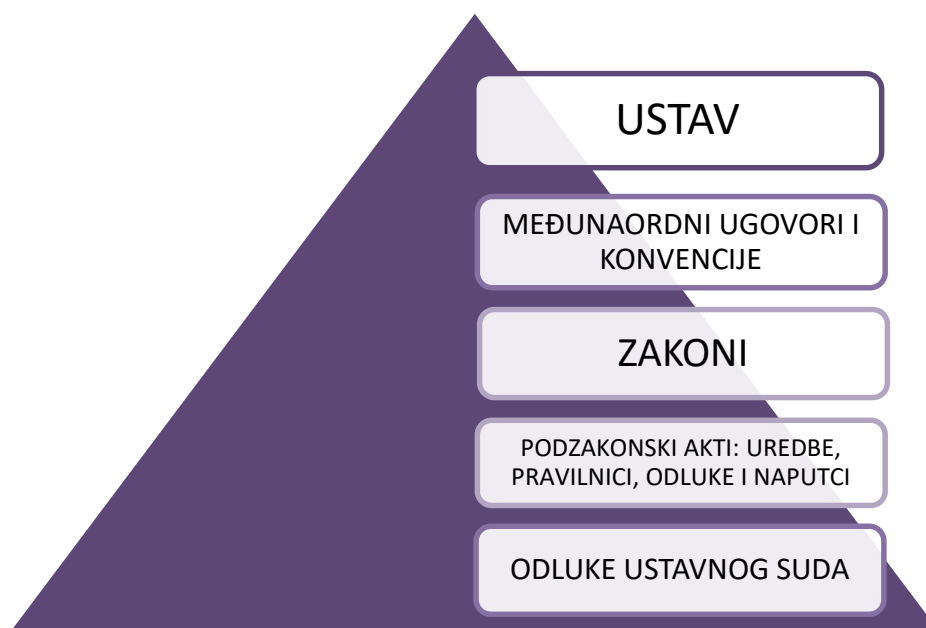 USTAV
MEĐUNAORDNI UGOVORI I
KONVENCIJE
ZAKONI
PODZAKONSKI AKTI: UREDBE,
PRAVILNICI, ODLUKE I NAPUTCI
ODLUKE USTAVNOG SUDA